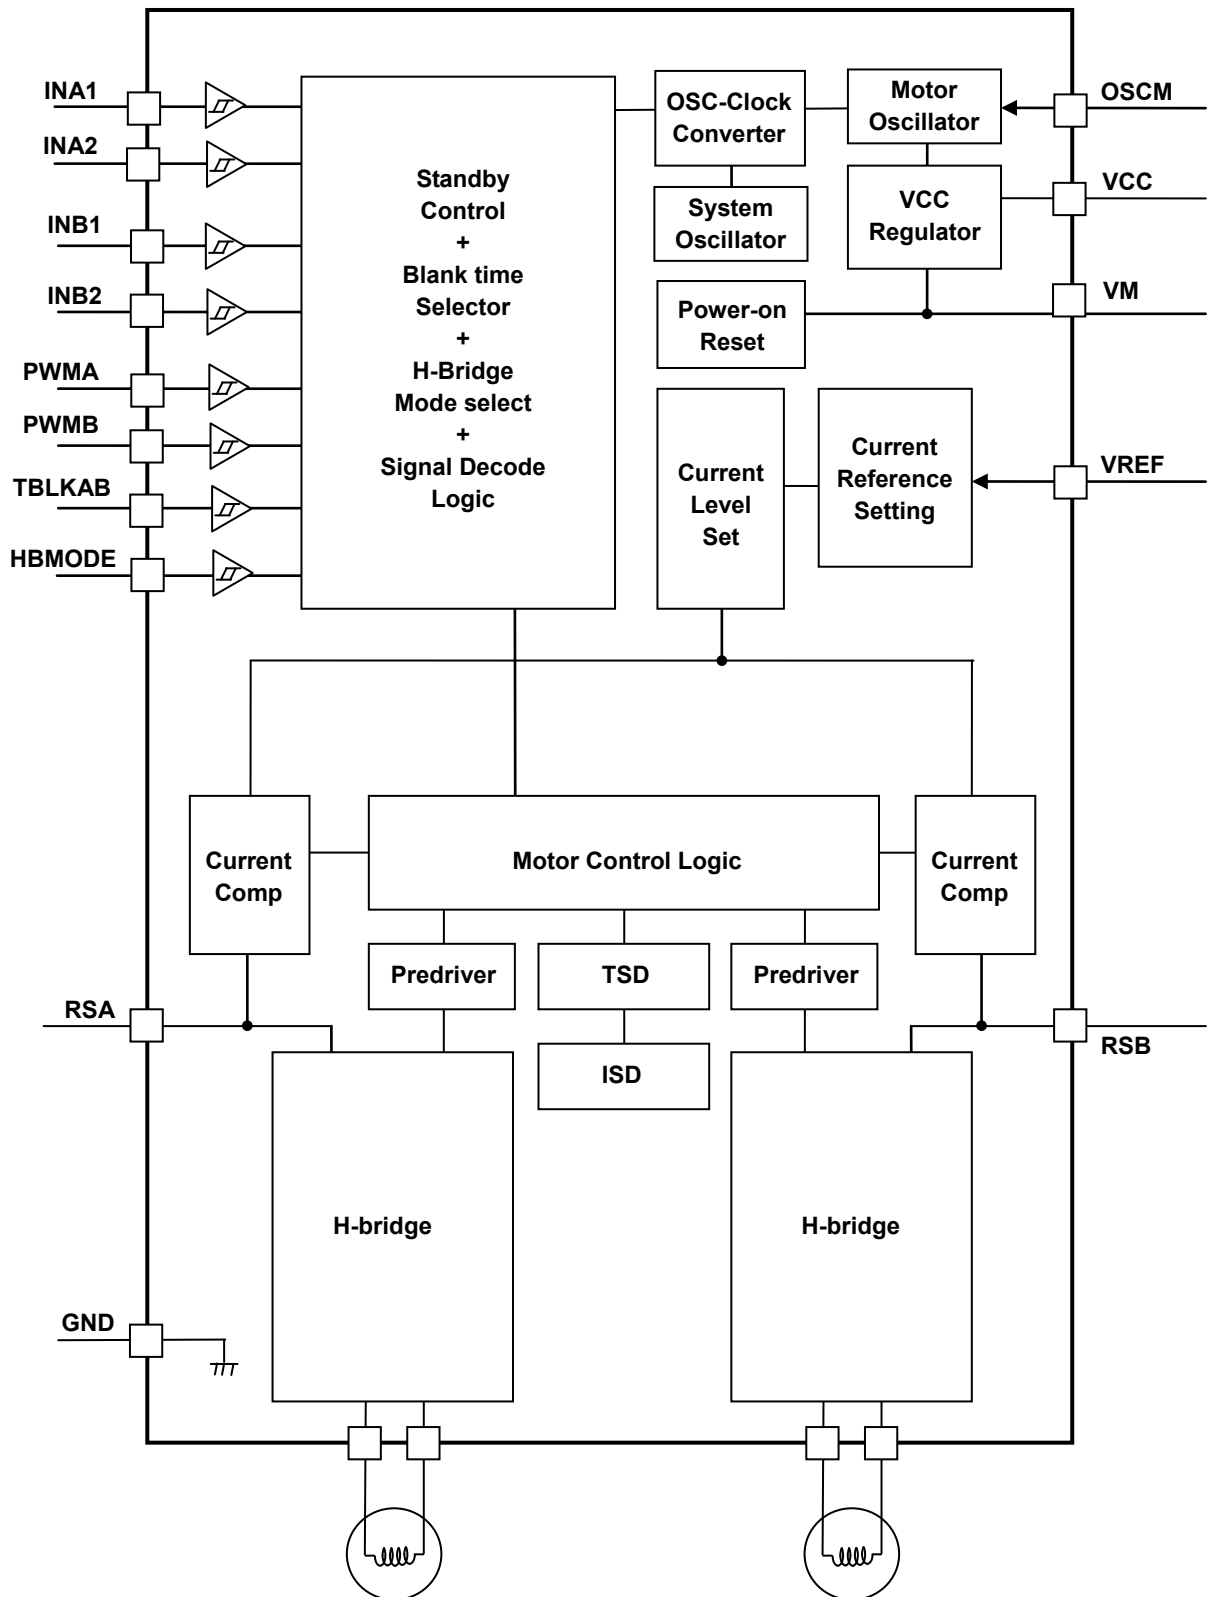 INA1
INA2
INB1
INB2
PWMA
PWMB
TBLKAB
HBMODE
Standby
Control
+
Blank time
Selector
+
H-Bridge
Mode select
+
Signal Decode
Logic
OSC-Clock
Converter
Motor
Oscillator
OSCM
System
Oscillator
VCC
Regulator
VCC
Power-on
Reset
VM
Current
Level
Set
Current
Reference
Setting
VREF
Current
Comp
Motor Control Logic
Current
Comp
Predriver
TSD
Predriver
RSA
ISD
RSB
H-bridge
H-bridge
GND